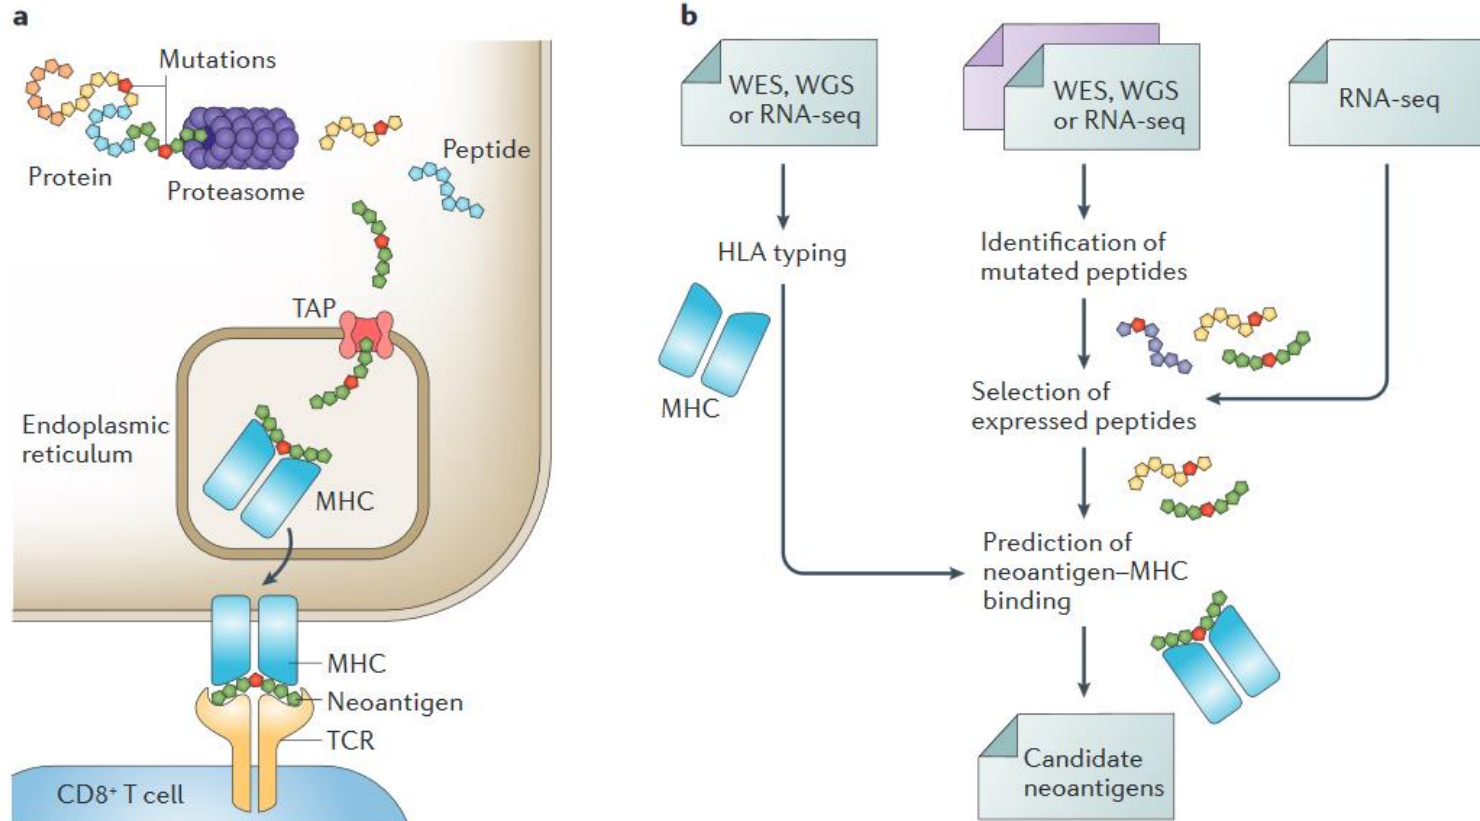 a
Mutations
Protein
Proteasome
Peptide
TAP
Endoplasmic
reticulum
MHC
MHC
Neoantigen
TCR
CD8⁺ T cell
b
WES, WGS
or RNA-seq
WES, WGS
or RNA-seq
RNA-seq
HLA typing
MHC
Identification of
mutated peptides
Selection of
expressed peptides
Prediction of
neoantigen–MHC
binding
Candidate
neoantigens